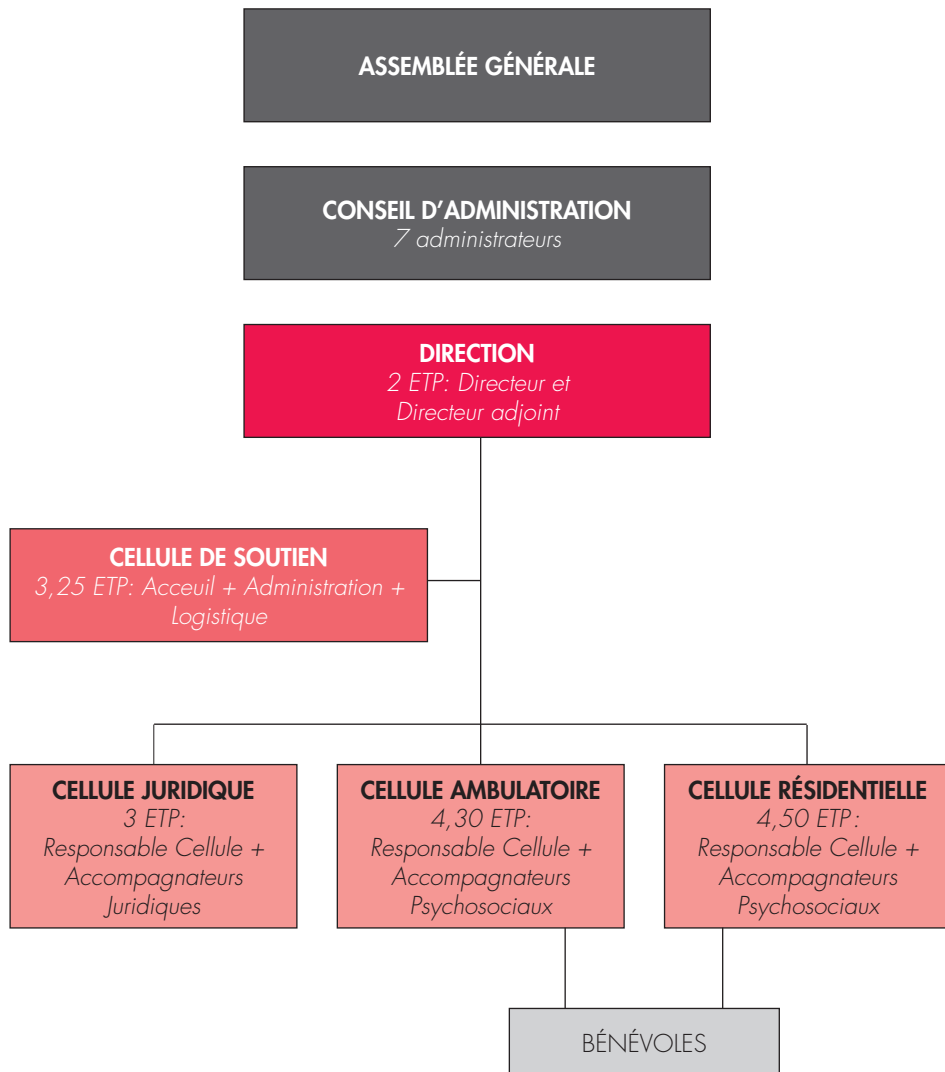 ASSEMBLÉE GÉNÉRALE
CONSEIL D’ADMINISTRATION
7 administrateurs
DIRECTION
2 ETP: Directeur et
Directeur adjoint
CELLULE DE SOUTIEN
3,25 ETP: Acceuil + Administration +
Logistique
CELLULE JURIDIQUE
3 ETP:
Responsable Cellule +
Accompagnateurs
Juridiques
CELLULE AMBULATOIRE
4,30 ETP:
Responsable Cellule +
Accompagnateurs
Psychosociaux
CELLULE RÉSIDENTIELLE
4,50 ETP:
Responsable Cellule +
Accompagnateurs
Psychosociaux
BÉNÉVOLES